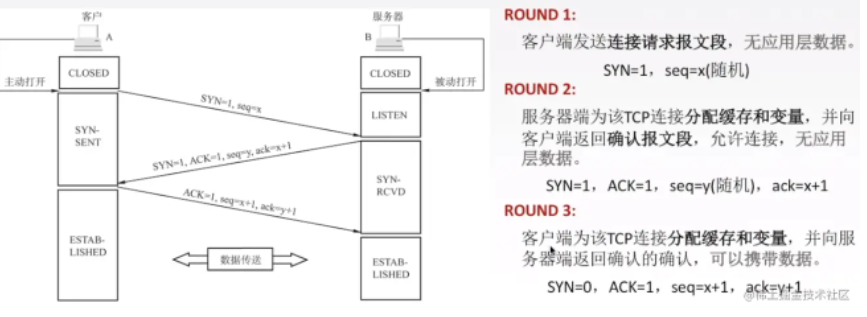 客户
A
服务器
B
主动打开
被动打开
CLOSED
CLOSED
SYN=1, seq=x
LISTEN
SYN-
SENT
SYN=1, ACK=1, seq=y, ack=x+1
SYN-
RCVD
ACK=1, seq=x+1, ack=y+1
ESTAB-
LISHED
数据传送
ESTAB-
LISHED
ROUND 1:
客户端发送连接请求报文段，无应用层数据。
SYN=1，seq=x(随机)
ROUND 2:
服务器端为该TCP连接分配缓存和变量，并向
客户端返回确认报文段，允许连接，无应用
层数据。
SYN=1，ACK=1，seq=y(随机)，ack=x+1
ROUND 3:
客户端为该TCP连接分配缓存和变量，并向服
务器端返回确认的确认，可以携带数据。
SYN=0，ACK=1，seq=x+1，ack=y+1
@稀土掘金技术社区